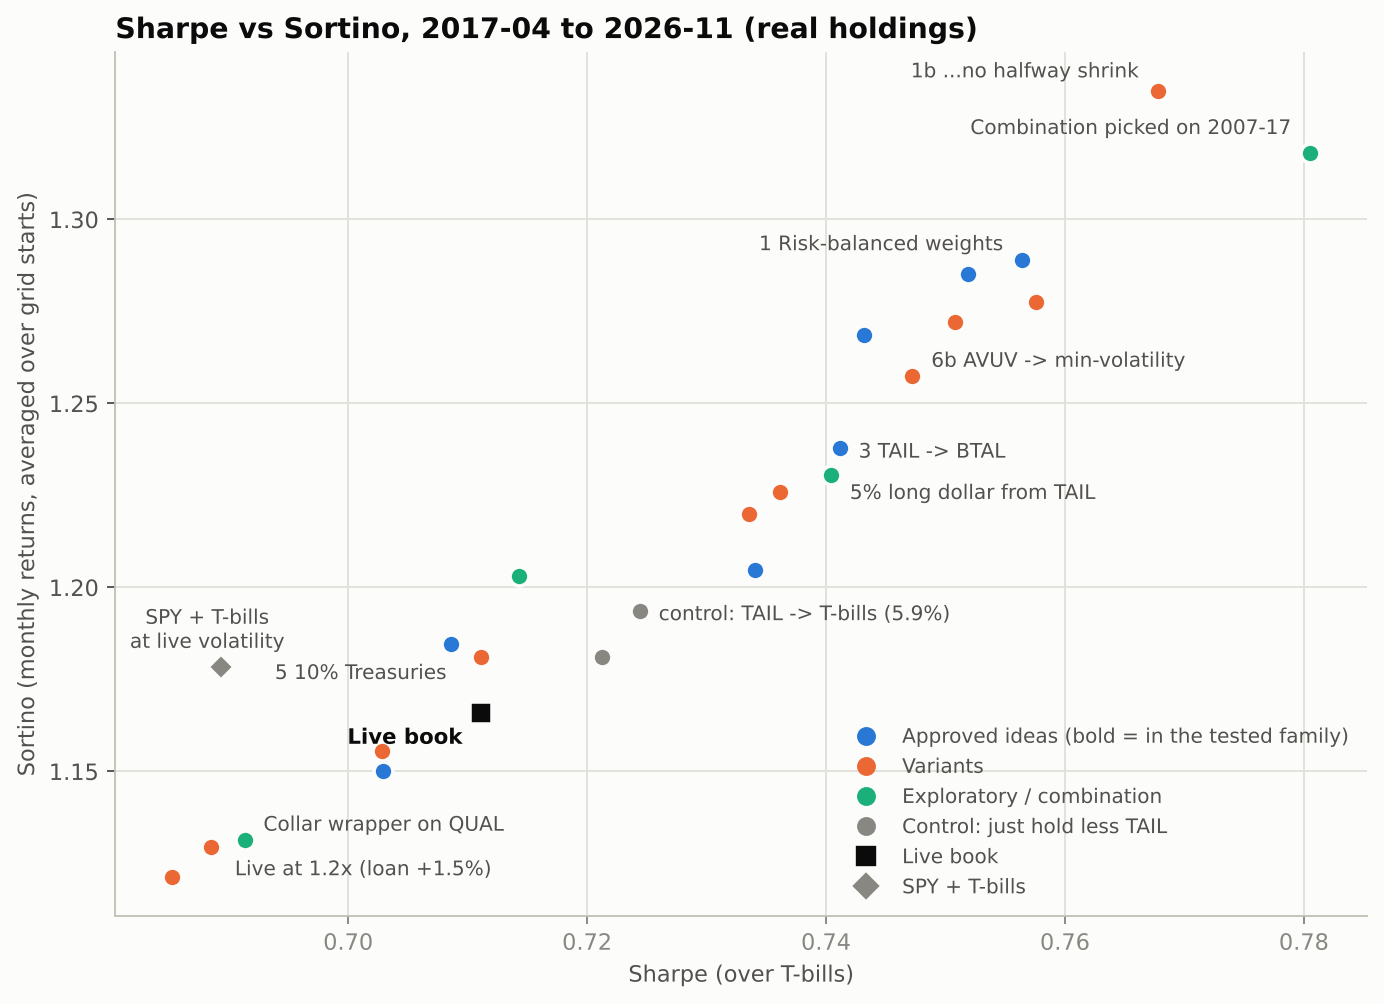 Sharpe vs Sortino, 2017-04 to 2026-11 (real holdings)
1b ...no halfway shrink
Combination picked on 2007-17
1 Risk-balanced weights
6b AVUV -> min-volatility
3 TAIL -> BTAL
5% long dollar from TAIL
SPY + T-bills
at live volatility
control: TAIL -> T-bills (5.9%)
5 10% Treasuries
Live book
Collar wrapper on QUAL
Live at 1.2x (loan +1.5%)
Approved ideas (bold = in the tested family)
Variants
Exploratory / combination
Control: just hold less TAIL
Live book
SPY + T-bills
Sortino (monthly returns, averaged over grid starts)
1.30
1.25
1.20
1.15
0.70
0.72
0.74
0.76
0.78
Sharpe (over T-bills)